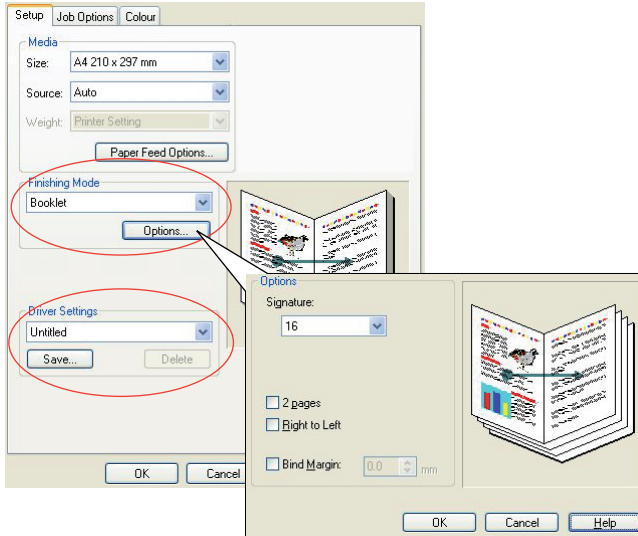 Setup Job Options Colour
Media
Size: A4 210 x 297 mm
Source: Auto
Weight: Printer Setting
Paper Feed Options...
Finishing Mode
Booklet
Options...
Driver Settings
Untitled
Save... Delete
OK Cancel
Options
Signature:
16
2 pages
Right to Left
Bind Margin: 0.0 mm
OK Cancel Help